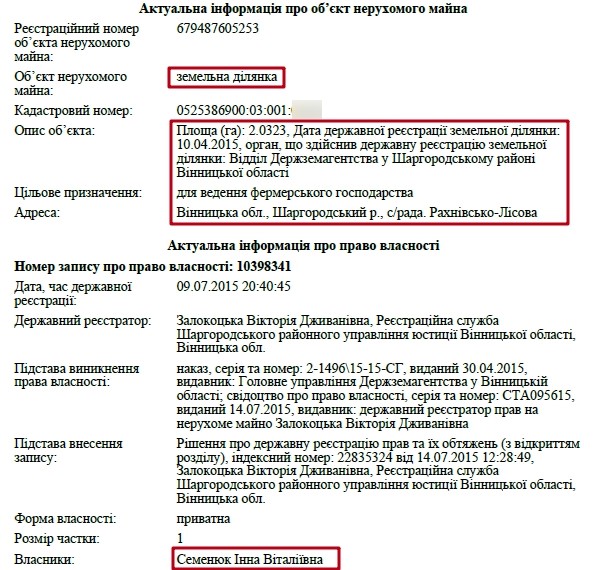 Актуальна інформація про об’єкт нерухомого майна
Реєстраційний номер 679487605253
об’єкта нерухомого
майна:
Об’єкт нерухомого земельна ділянка
майна:
Кадастровий номер: 0525386900:03:001:
Опис об’єкта: Площа (га): 2.0323, Дата державної реєстрації земельної ділянки:
10.04.2015, орган, що здійснив державну реєстрацію земельної
ділянки: Відділ Держземагентства у Шаргородському районі
Вінницької області
Цільове призначення: для ведення фермерського господарства
Адреса: Вінницька обл., Шаргородський р., с/рада. Рахнівсько-Лісова
Актуальна інформація про право власності
Номер запису про право власності: 10398341
Дата, час державної 09.07.2015 20:40:45
реєстрації:
Державний реєстратор: Залокоцька Вікторія Дживанівна, Реєстраційна служба
Шаргородського районного управління юстиції Вінницької області,
Вінницька обл.
Підстава виникнення наказ, серія та номер: 2-1496\15-15-СГ, виданий 30.04.2015,
права власності: видавник: Головне управління Держземагентства у Вінницькій
області; свідоцтво про право власності, серія та номер: СТА095615,
виданий 14.07.2015, видавник: державний реєстратор прав на
нерухоме майно Залокоцька Вікторія Дживанівна
Підстава внесення Рішення про державну реєстрацію прав та їх обтяжень (з відкриттям
запису: розділу), індексний номер: 22835324 від 14.07.2015 12:28:49,
Залокоцька Вікторія Дживанівна, Реєстраційна служба
Шаргородського районного управління юстиції Вінницької області,
Вінницька обл.
Форма власності: приватна
Розмір частки: 1
Власники: Семенюк Інна Віталіївна